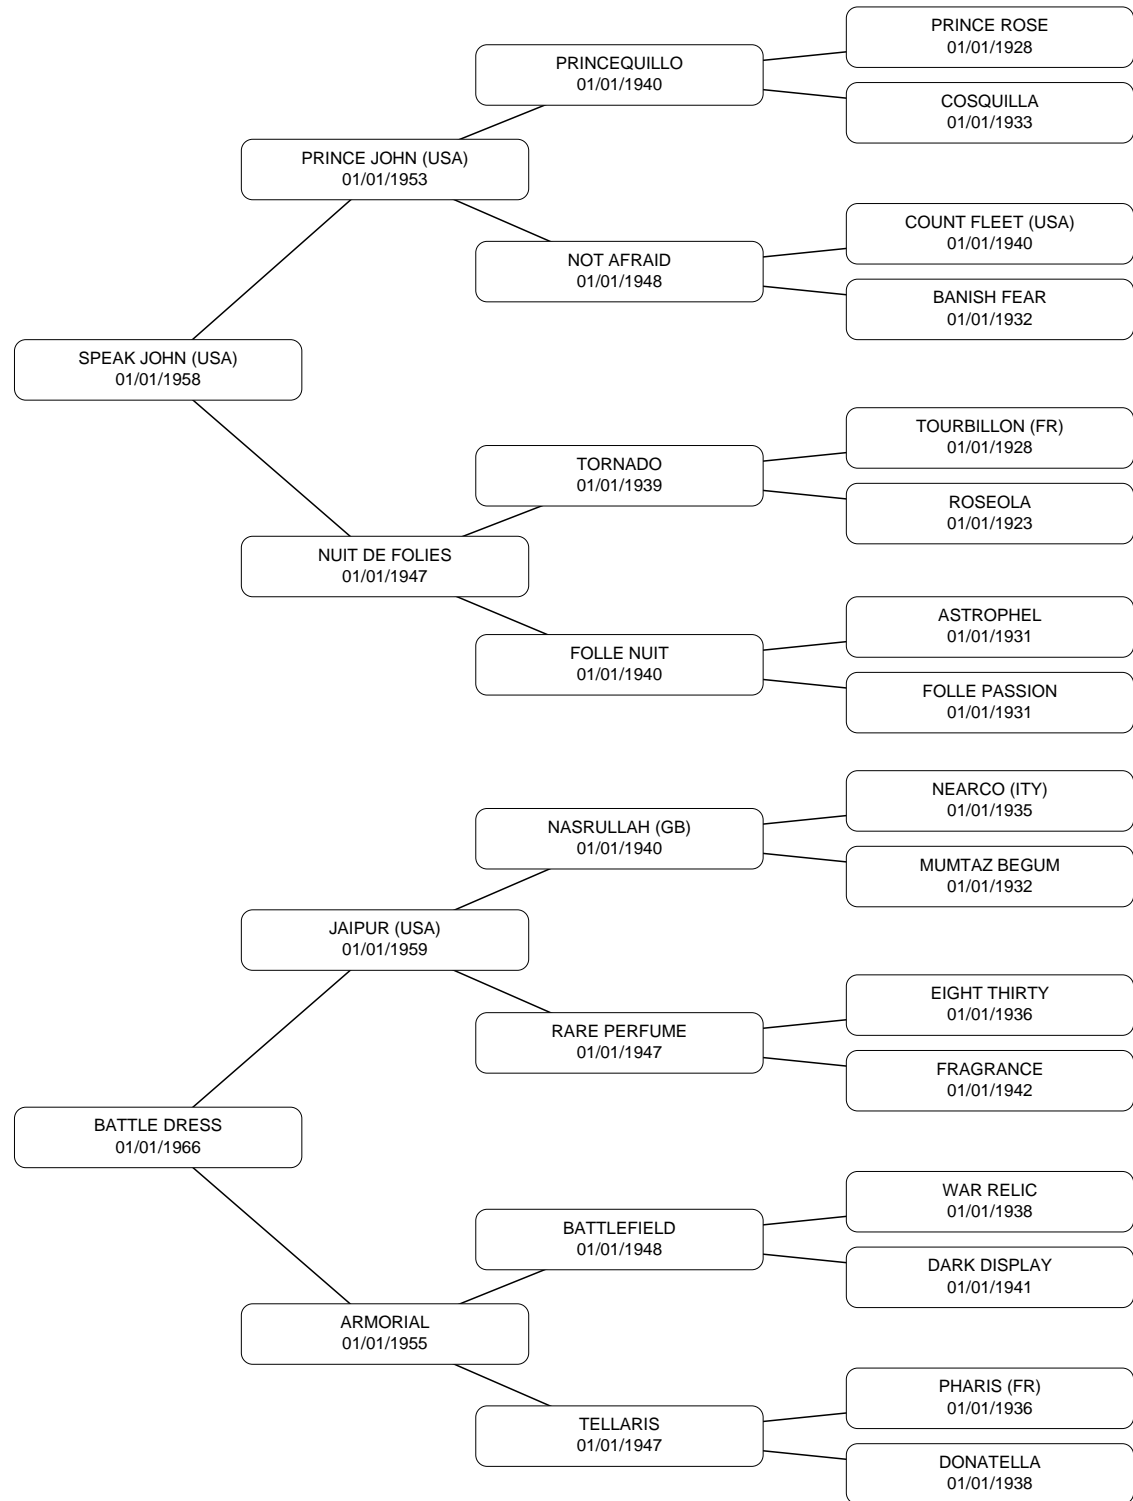 PRINCE ROSE
01/01/1928
PRINCEQUILLO
01/01/1940
COSQUILLA
01/01/1933
PRINCE JOHN (USA)
01/01/1953
COUNT FLEET (USA)
01/01/1940
NOT AFRAID
01/01/1948
BANISH FEAR
01/01/1932
SPEAK JOHN (USA)
01/01/1958
TOURBILLON (FR)
01/01/1928
TORNADO
01/01/1939
ROSEOLA
01/01/1923
NUIT DE FOLIES
01/01/1947
ASTROPHEL
01/01/1931
FOLLE NUIT
01/01/1940
FOLLE PASSION
01/01/1931
NEARCO (ITY)
01/01/1935
NASRULLAH (GB)
01/01/1940
MUMTAZ BEGUM
01/01/1932
JAIPUR (USA)
01/01/1959
EIGHT THIRTY
01/01/1936
RARE PERFUME
01/01/1947
FRAGRANCE
01/01/1942
BATTLE DRESS
01/01/1966
WAR RELIC
01/01/1938
BATTLEFIELD
01/01/1948
DARK DISPLAY
01/01/1941
ARMORIAL
01/01/1955
PHARIS (FR)
01/01/1936
TELLARIS
01/01/1947
DONATELLA
01/01/1938